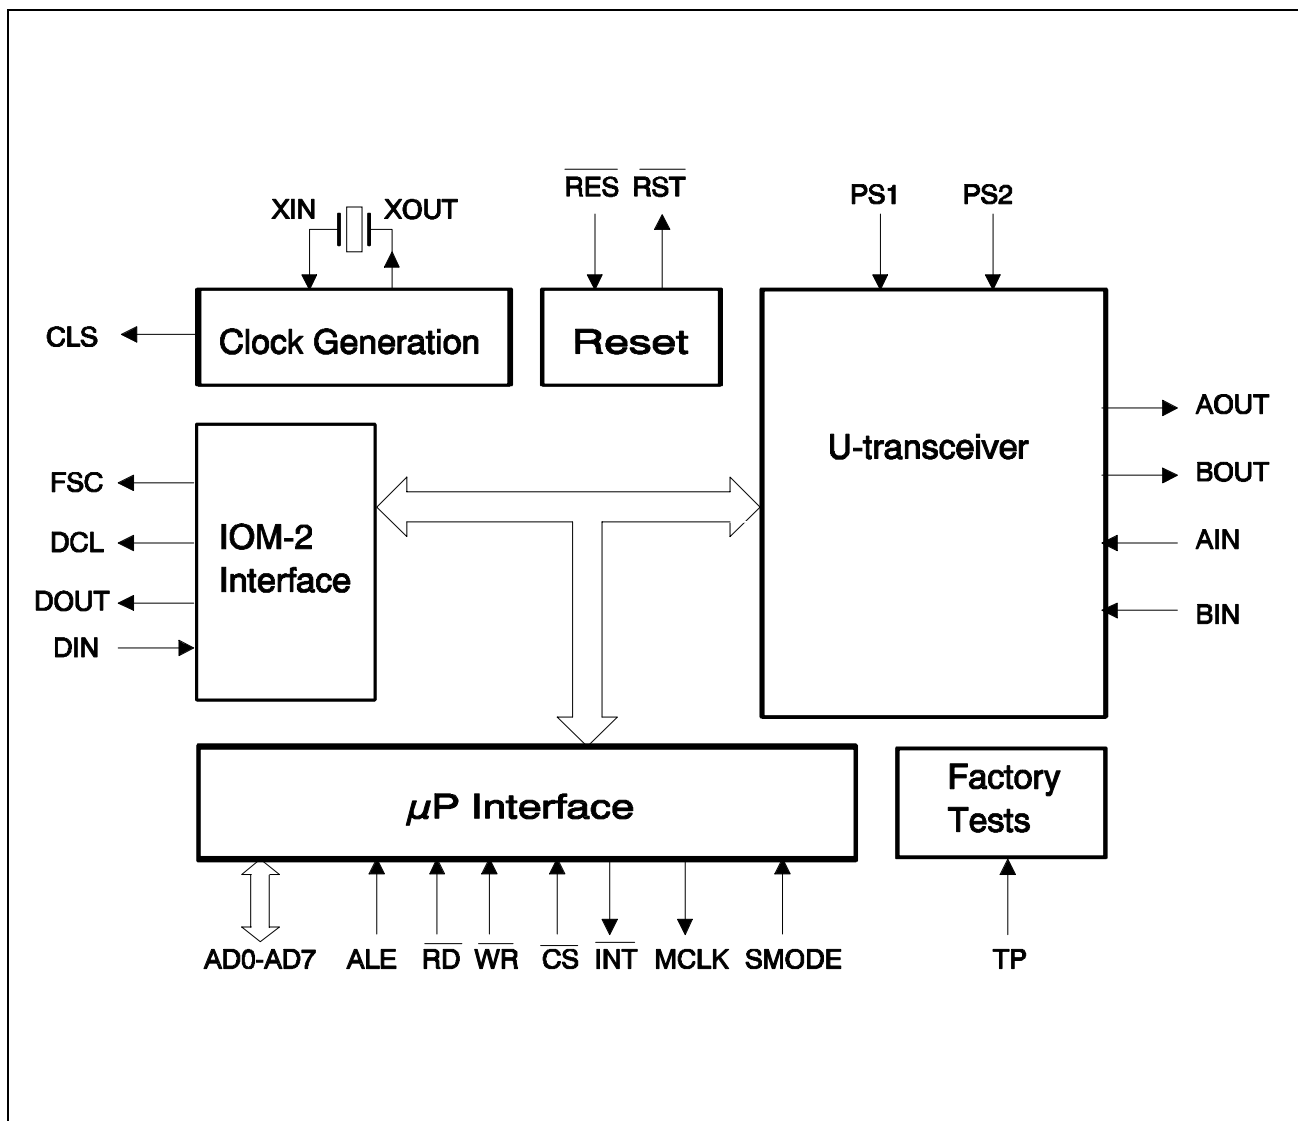 RES RST
PS1 PS2
XIN XOUT
CLS
Clock Generation
Reset
U-transceiver
AOUT
BOUT
AIN
BIN
FSC
DCL
DOUT
DIN
IOM-2
Interface
µP Interface
Factory
Tests
AD0-AD7 ALE RD WR CS INT MCLK SMODE TP